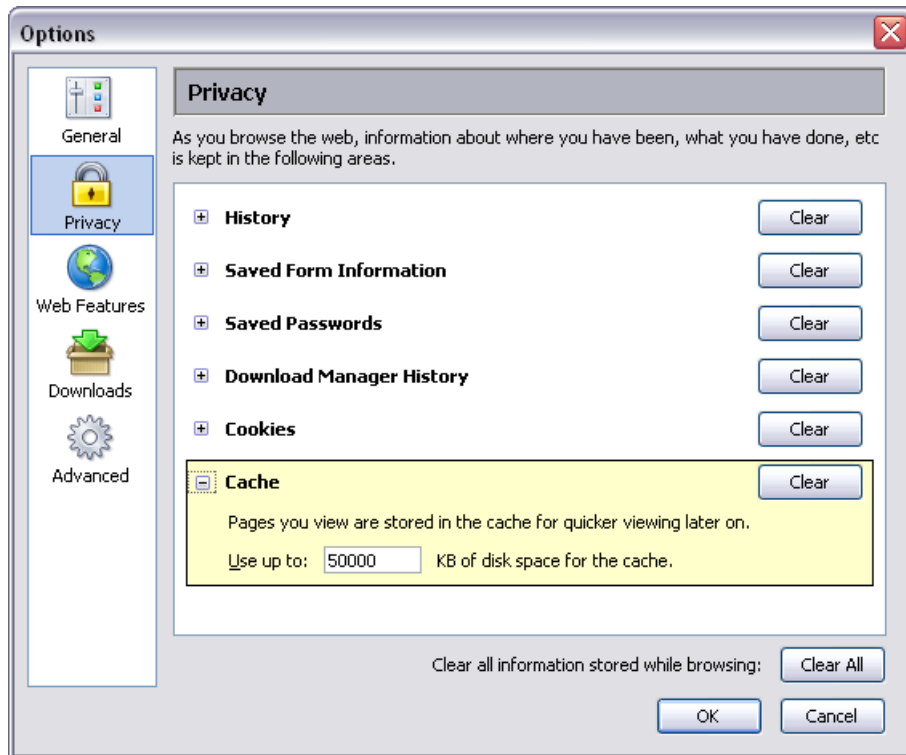 Options
General
Privacy
Web Features
Downloads
Advanced
Privacy
As you browse the web, information about where you have been, what you have done, etc
is kept in the following areas.
History Clear
Saved Form Information Clear
Saved Passwords Clear
Download Manager History Clear
Cookies Clear
Cache Clear
Pages you view are stored in the cache for quicker viewing later on.
Use up to: 50000 KB of disk space for the cache.
Clear all information stored while browsing: Clear All
OK Cancel